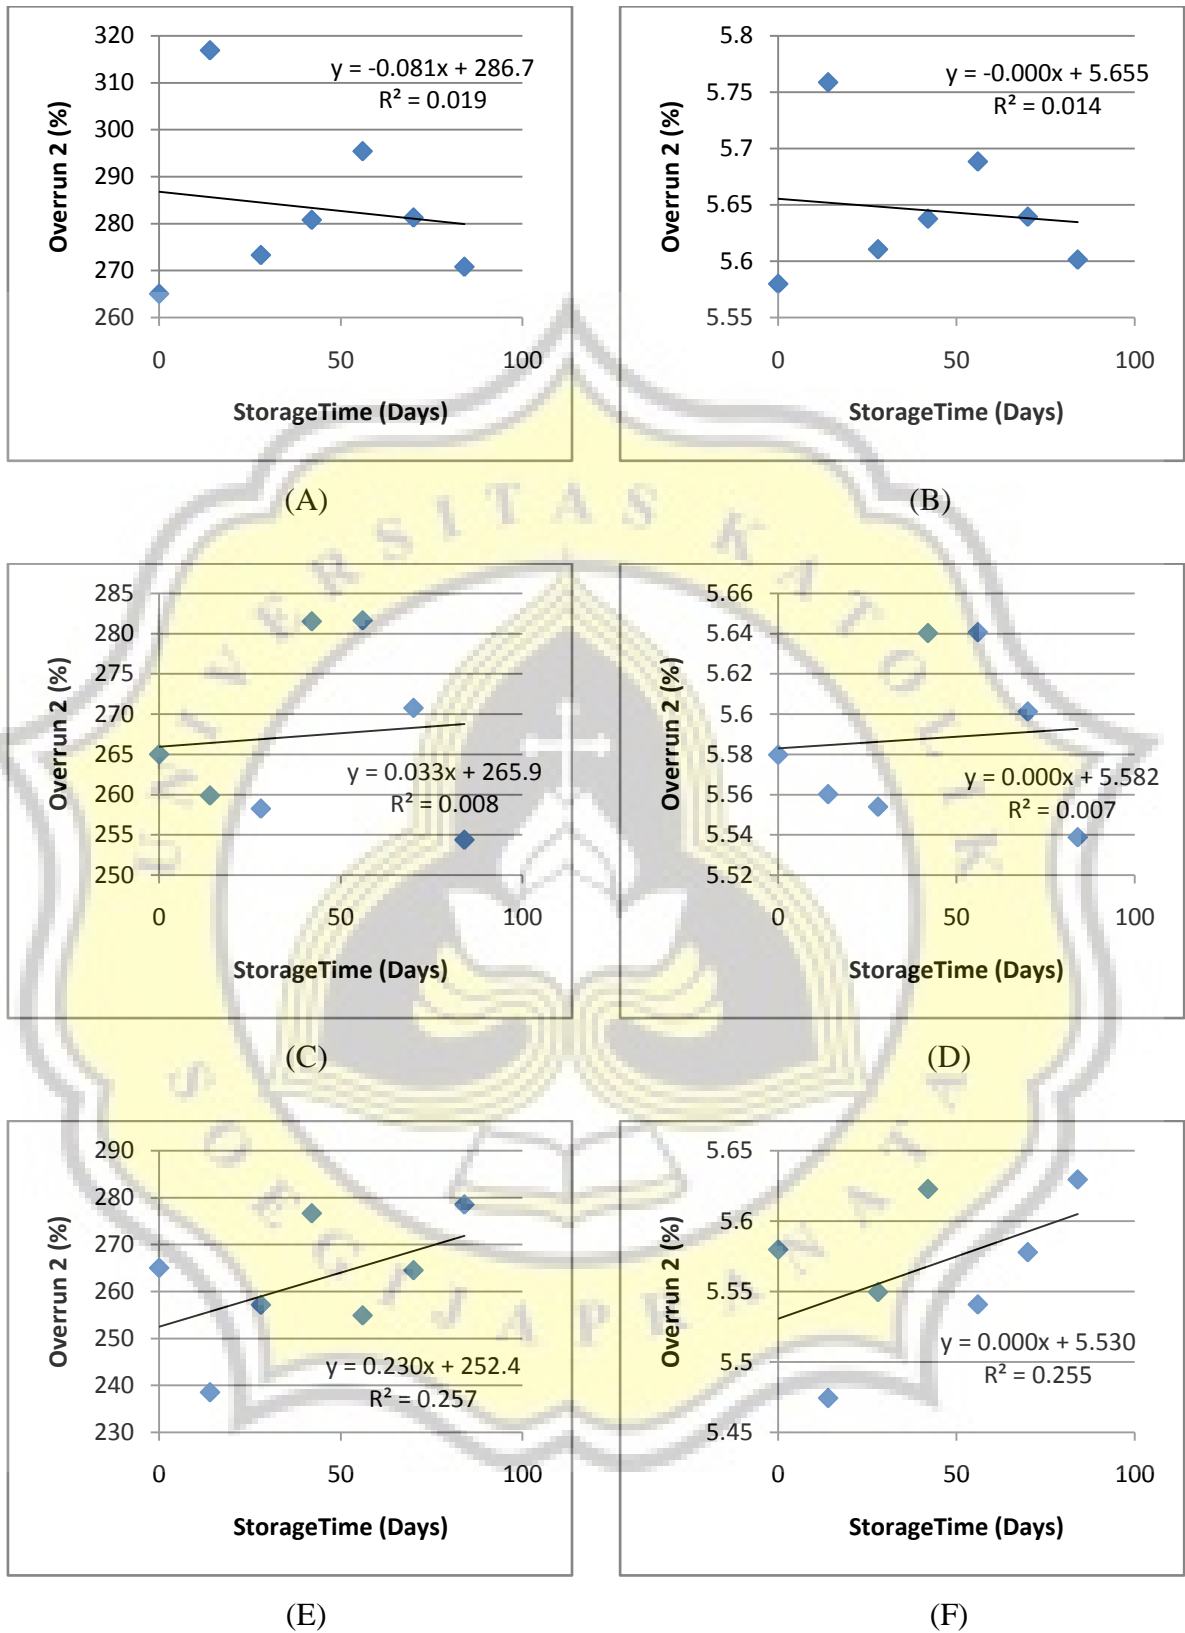 320
310
300
290
280
270
260
Overrun 2 (%)
y = -0.081x + 286.7
R² = 0.019
0 50 100
StorageTime (Days)
(A)
5.8
5.75
5.7
5.65
5.6
5.55
Overrun 2 (%)
y = -0.000x + 5.655
R² = 0.014
0 50 100
StorageTime (Days)
(B)
285
280
275
270
265
260
255
250
Overrun 2 (%)
y = 0.033x + 265.9
R² = 0.008
0 50 100
StorageTime (Days)
(C)
5.66
5.64
5.62
5.6
5.58
5.56
5.54
5.52
Overrun 2 (%)
y = 0.000x + 5.582
R² = 0.007
0 50 100
StorageTime (Days)
(D)
290
280
270
260
250
240
230
Overrun 2 (%)
y = 0.230x + 252.4
R² = 0.257
0 50 100
StorageTime (Days)
(E)
5.65
5.6
5.55
5.5
5.45
Overrun 2 (%)
y = 0.000x + 5.530
R² = 0.255
0 50 100
StorageTime (Days)
(F)
UNIVERSITAS KATOLIK
SOEGIJAPRANATA